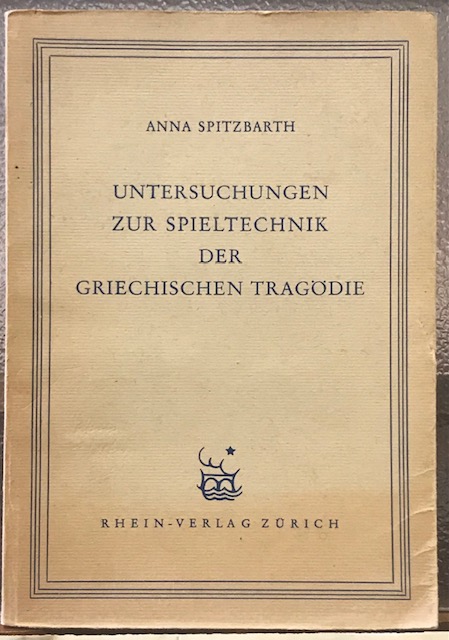 ANNA SPITZBARTH
UNTERSUCHUNGEN
ZUR SPIELTECHNIK
DER
GRIECHISCHEN TRAGÖDIE
RHEIN-VERLAG ZÜRICH